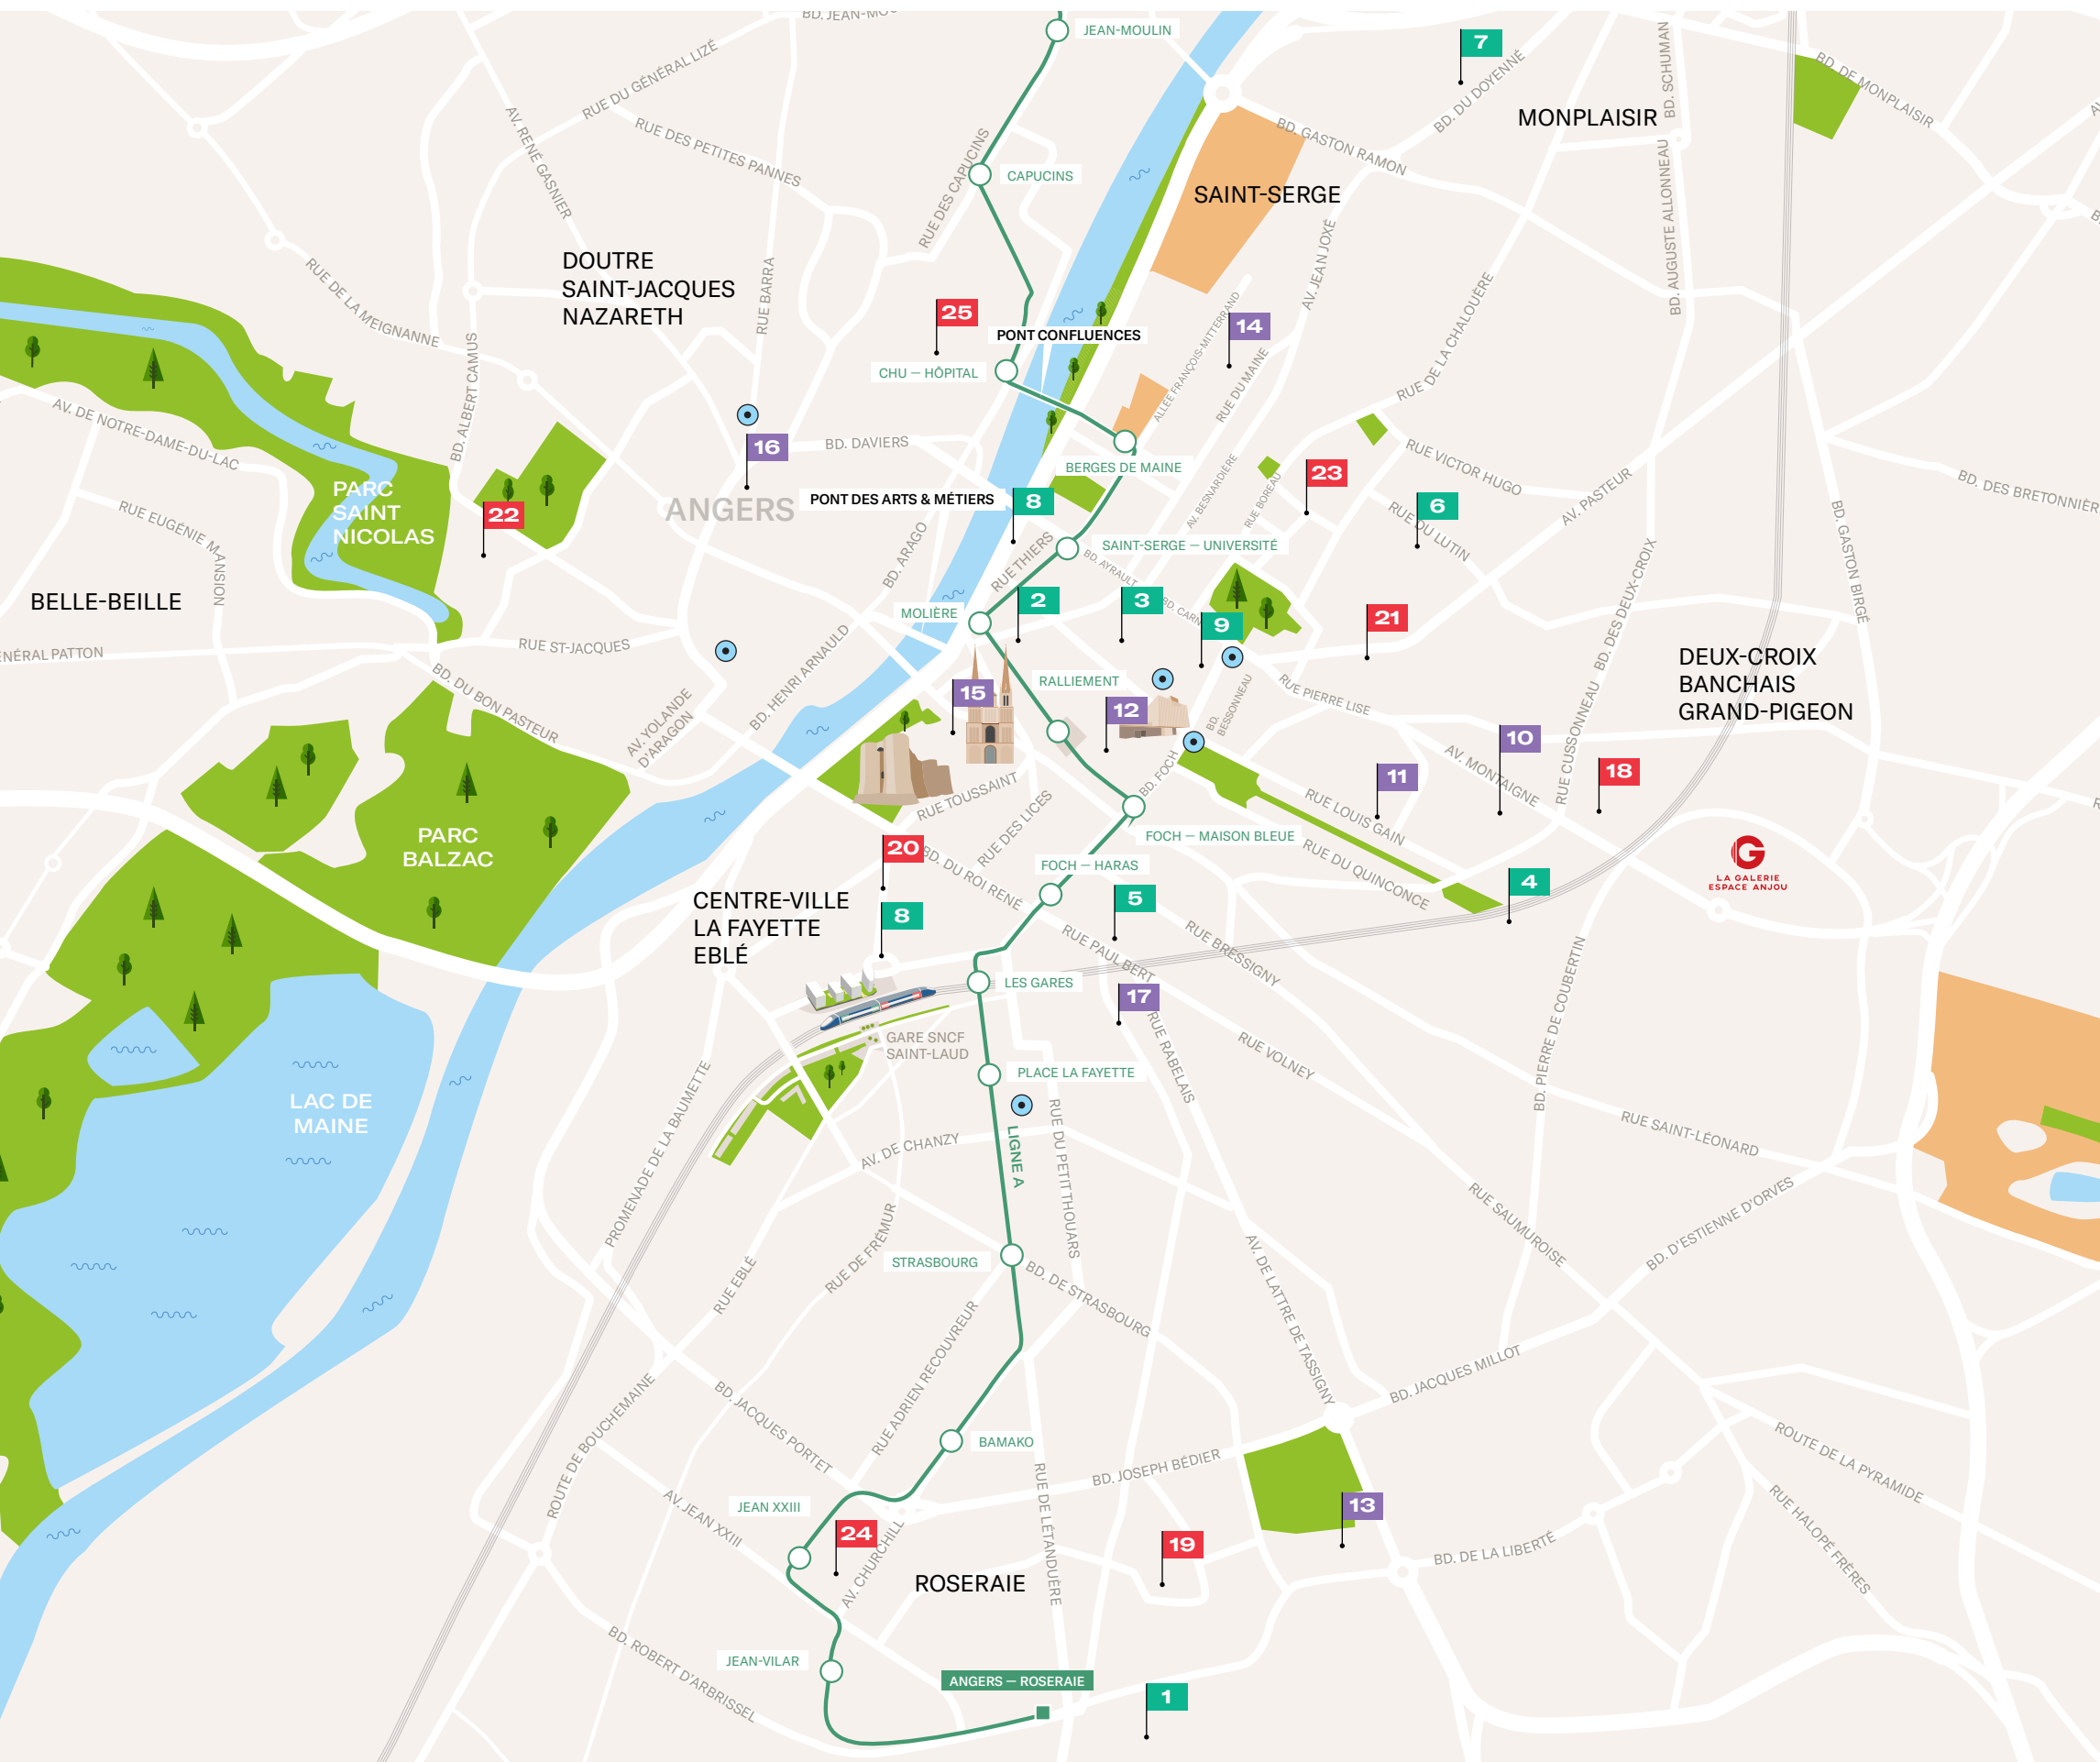 BD. JEAN-MOU
JEAN-MOULIN
7
BD. SCHUMAN
BD. DE MONPLAISIR
RUE DU GÉNÉRAL LIZÉ
BD. DU DOYENNÉ
MONPLAISIR
AV. RENÉ GASNIER
RUE DES PETITES PANNES
RUE DES CAPUCINS
CAPUCINS
BD. GASTON RAMON
SAINT-SERGE
BD. AUGUSTE ALLONNEAU
DOUTRE
SAINT-JACQUES
NAZARETH
RUE DE LA MEIGNANNE
RUE BARRA
AV. JEAN JOXÉ
25
PONT CONFLUENCES
14
ALLÉE FRANÇOIS-MITTERRAND
RUE DU MAINE
RUE DE LA CHALOUÈRE
CHU — HÔPITAL
AV. DE NOTRE-DAME-DU-LAC
BD. ALBERT CAMUS
16
BD. DAVIERS
BERGES DE MAINE
RUE VICTOR HUGO
23
AV. PASTEUR
BD. DES BRETONNIÈR
PARC
SAINT
NICOLAS
22
ANGERS
PONT DES ARTS & MÉTIERS
8
AV. BESNARDIÈRE
RUE BOREAU
6
RUE DU LUTIN
BD. GASTON BIRGÉ
RUE EUGÉNIE MANSION
BD. ARAGO
RUE THIERS
SAINT-SERGE — UNIVERSITÉ
BD. AYRAULT
BD. DES DEUX-CROIX
BELLE-BEILLE
MOLIÈRE
2
3
BD. CARN
9
21
ÉNÉRAL PATTON
RUE ST-JACQUES
BD. DU BON PASTEUR
AV. YOLANDE
D'ARAGON
BD. HENRI ARNAULD
RALLIEMENT
15
12
BD.
BESSONNEAU
RUE PIERRE LISE
DEUX-CROIX
BANCHAIS
GRAND-PIGEON
10
AV. MONTAIGNE
RUE CUSSONNEAU
11
18
BD. FOCH
RUE TOUSSAINT
RUE DES LICES
RUE LOUIS GAIN
PARC
BALZAC
20
BD. DU ROI RENÉ
FOCH — MAISON BLEUE
RUE DU QUINCONCE
FOCH — HARAS
G
LA GALERIE
ESPACE ANJOU
4
CENTRE-VILLE
LA FAYETTE
EBLÉ
8
5
RUE PAUL BERT
RUE BRESSIGNY
LES GARES
17
GARE SNCF
SAINT-LAUD
RUE RABELAIS
RUE VOLNEY
BD. PIERRE DE COUBERTIN
PLACE LA FAYETTE
LAC DE
MAINE
PROMENADE DE LA BAUMETTE
AV. DE CHANZY
LIGNE A
RUE DU PETIT THOUARS
RUE SAINT-LÉONARD
RUE SAUMUROISE
BD. D'ESTIENNE D'ORVES
RUE EBLÉ
RUE DE FRÉMUR
STRASBOURG
BD. DE STRASBOURG
AV. DE LATTRE DE TASSIGNY
RUE ADRIEN RECOUVREUR
BD. JACQUES MILLOT
ROUTE DE BOUCHEMAINE
BD. JACQUES PORTET
BAMAKO
BD. JOSEPH BÉDIER
ROUTE DE LA PYRAMIDE
RUE HALOPÉ FRÈRES
AV. JEAN XXIII
JEAN XXIII
24
AV. CHURCHILL
RUE DE LÉTANDUÈRE
13
19
BD. DE LA LIBERTÉ
ROSERAIE
BD. ROBERT D'ARBRISSEL
JEAN-VILAR
ANGERS — ROSERAIE
1